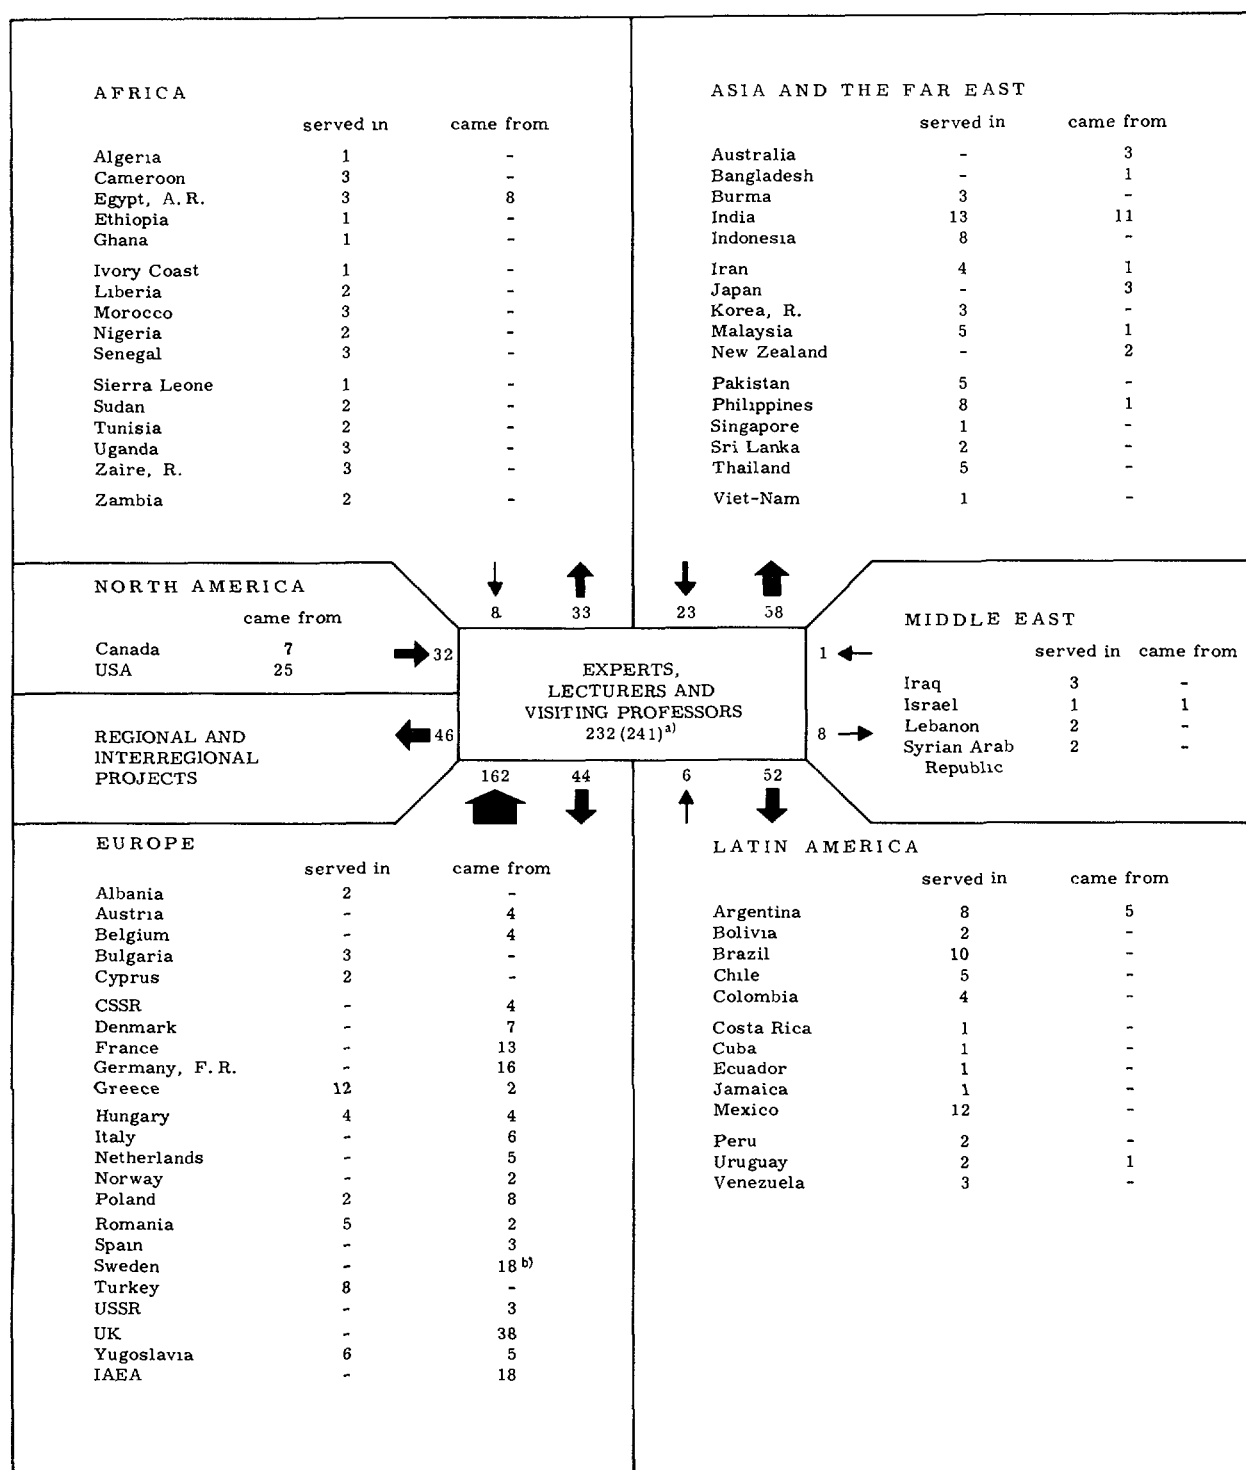 AFRICA
served in came from
Algeria 1 -
Cameroon 3 -
Egypt, A.R. 3 8
Ethiopia 1 -
Ghana 1 -
Ivory Coast 1 -
Liberia 2 -
Morocco 3 -
Nigeria 2 -
Senegal 3 -
Sierra Leone 1 -
Sudan 2 -
Tunisia 2 -
Uganda 3 -
Zaire, R. 3 -
Zambia 2 -
8 33
ASIA AND THE FAR EAST
served in came from
Australia - 3
Bangladesh - 1
Burma 3 -
India 13 11
Indonesia 8 -
Iran 4 1
Japan - 3
Korea, R. 3 -
Malaysia 5 1
New Zealand - 2
Pakistan 5 -
Philippines 8 1
Singapore 1 -
Sri Lanka 2 -
Thailand 5 -
Viet-Nam 1 -
23 58
NORTH AMERICA
came from
Canada 7
USA 25
32
REGIONAL AND
INTERREGIONAL
PROJECTS
46
EXPERTS,
LECTURERS AND
VISITING PROFESSORS
232 (241) a)
MIDDLE EAST
served in came from
Iraq 3 -
Israel 1 1
Lebanon 2 -
Syrian Arab 2 -
Republic
1
8
162 44
6 52
EUROPE
served in came from
Albania 2 -
Austria - 4
Belgium - 4
Bulgaria 3 -
Cyprus 2 -
CSSR - 4
Denmark - 7
France - 13
Germany, F.R. - 16
Greece 12 2
Hungary 4 4
Italy - 6
Netherlands - 5
Norway - 2
Poland 2 8
Romania 5 2
Spain - 3
Sweden - 18 b)
Turkey 8 -
USSR - 3
UK - 38
Yugoslavia 6 5
IAEA - 18
LATIN AMERICA
served in came from
Argentina 8 5
Bolivia 2 -
Brazil 10 -
Chile 5 -
Colombia 4 -
Costa Rica 1 -
Cuba 1 -
Ecuador 1 -
Jamaica 1 -
Mexico 12 -
Peru 2 -
Uruguay 2 1
Venezuela 3 -